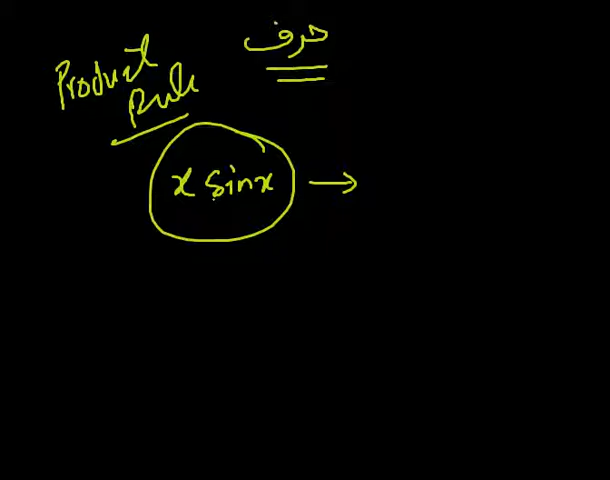 حرف
Product
Rule
x sinx →